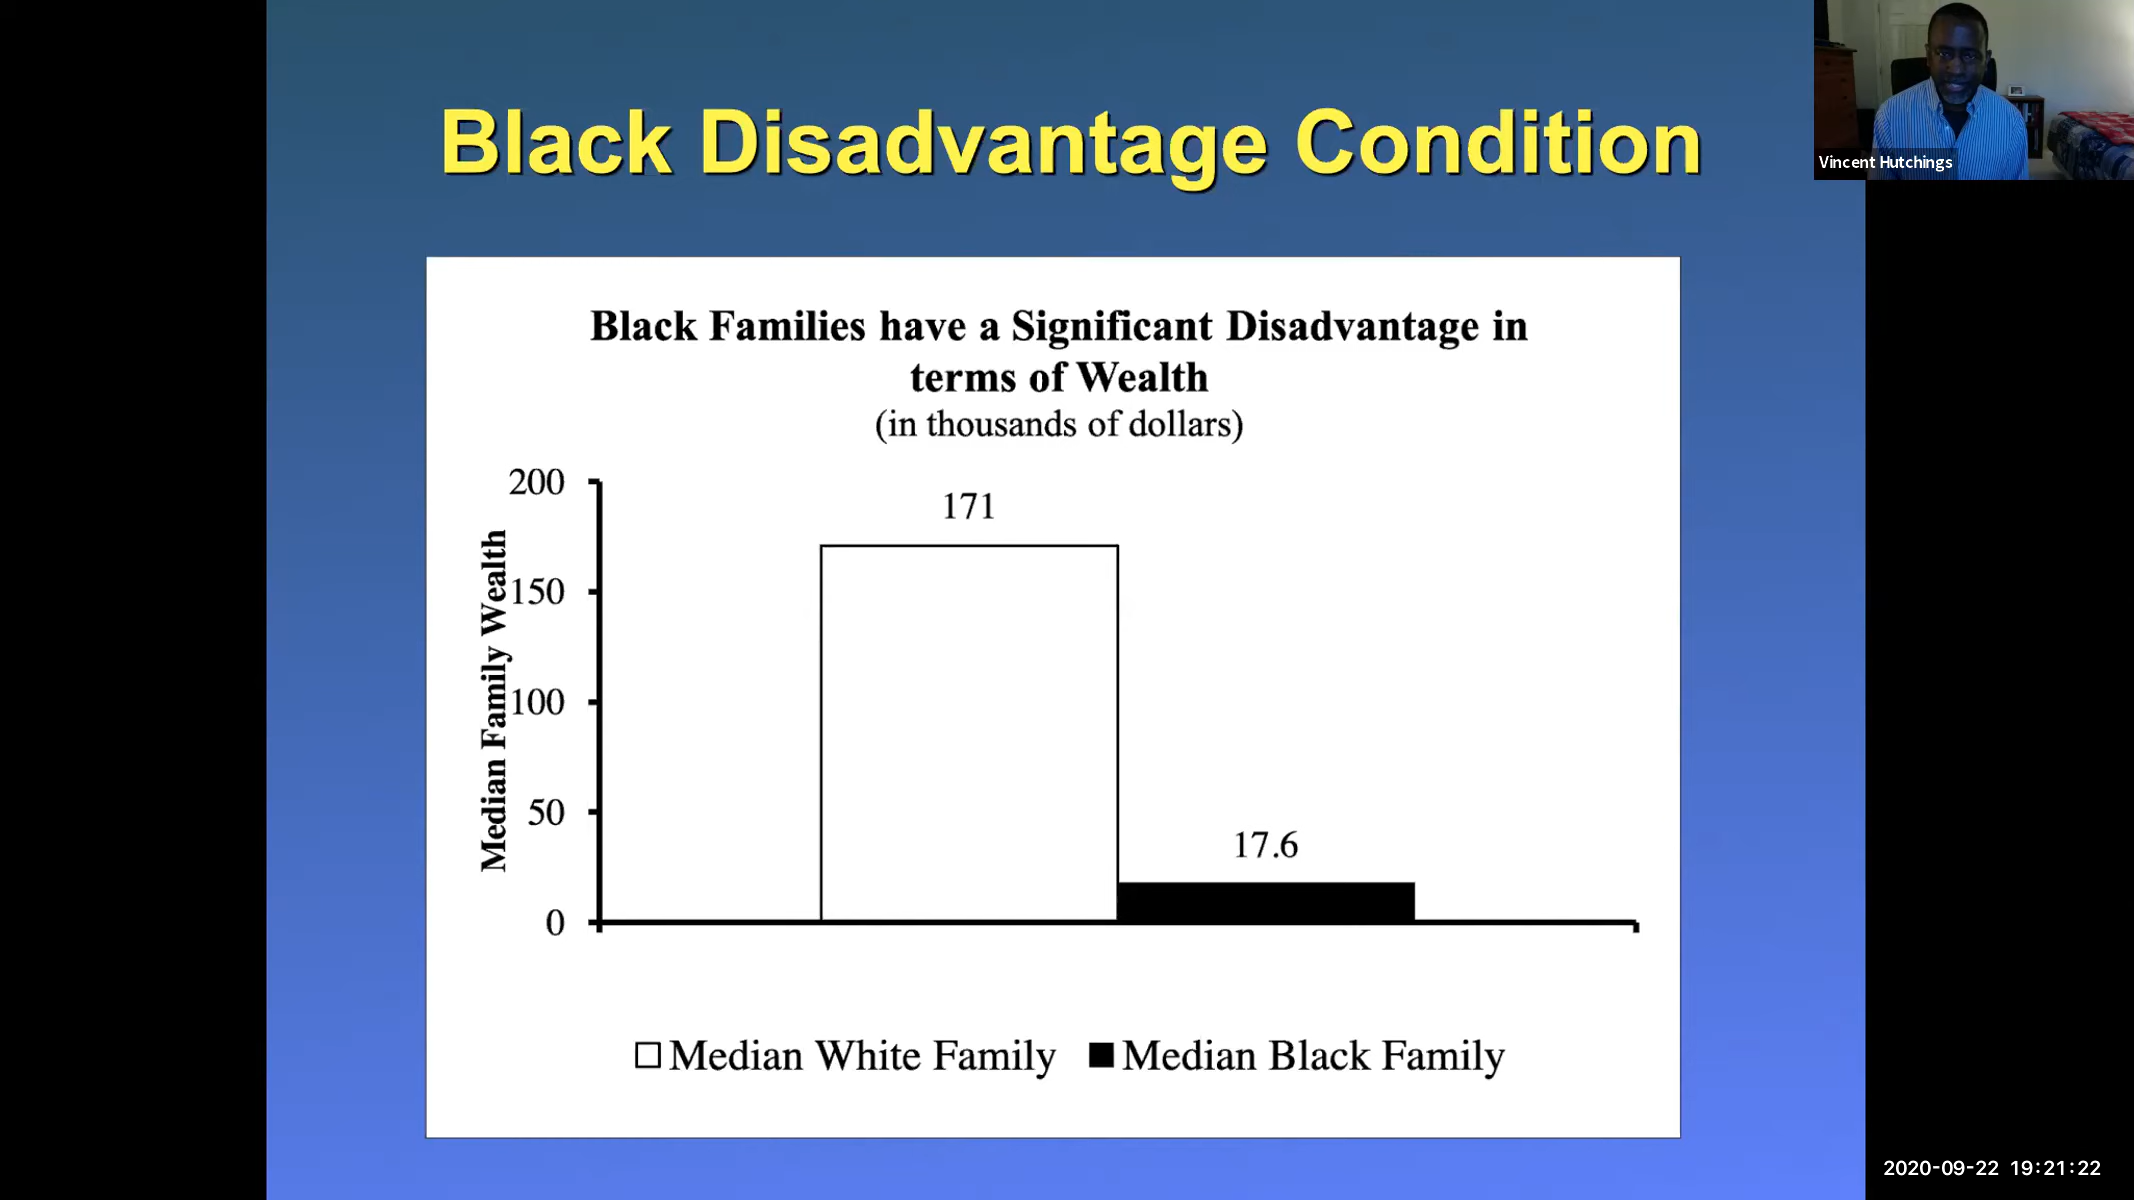 Black Disadvantage Condition
Vincent Hutchings
Black Families have a Significant Disadvantage in
terms of Wealth
(in thousands of dollars)
Median Family Wealth
200
150
100
50
0
171
17.6
Median White Family
Median Black Family
2020-09-22 19:21:22